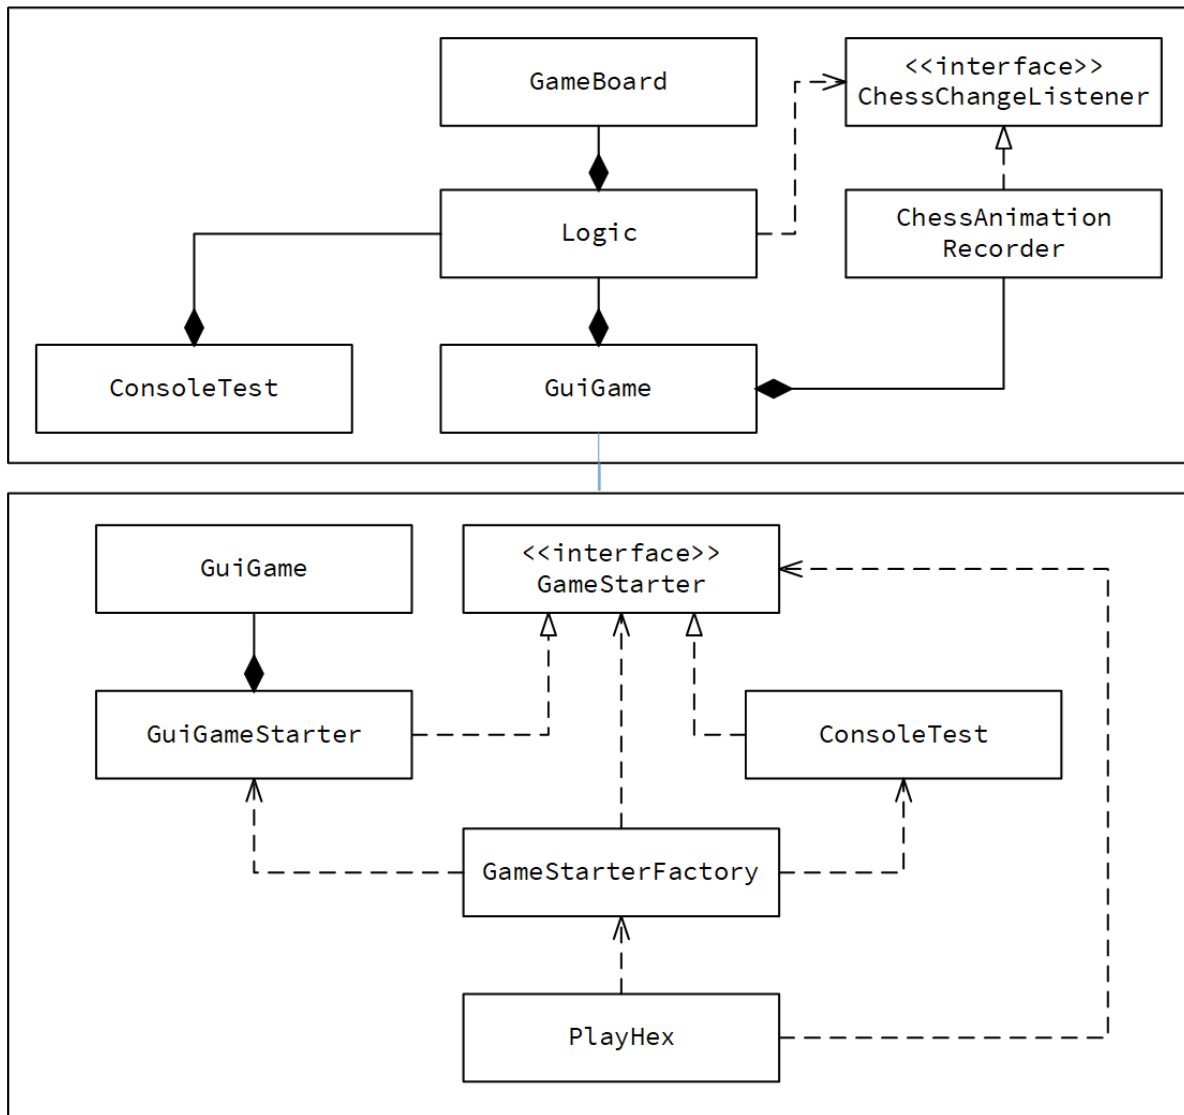 GameBoard
<<interface>>
ChessChangeListener
Logic
ChessAnimation
Recorder
ConsoleTest
GuiGame
GuiGame
<<interface>>
GameStarter
GuiGameStarter
ConsoleTest
GameStarterFactory
PlayHex